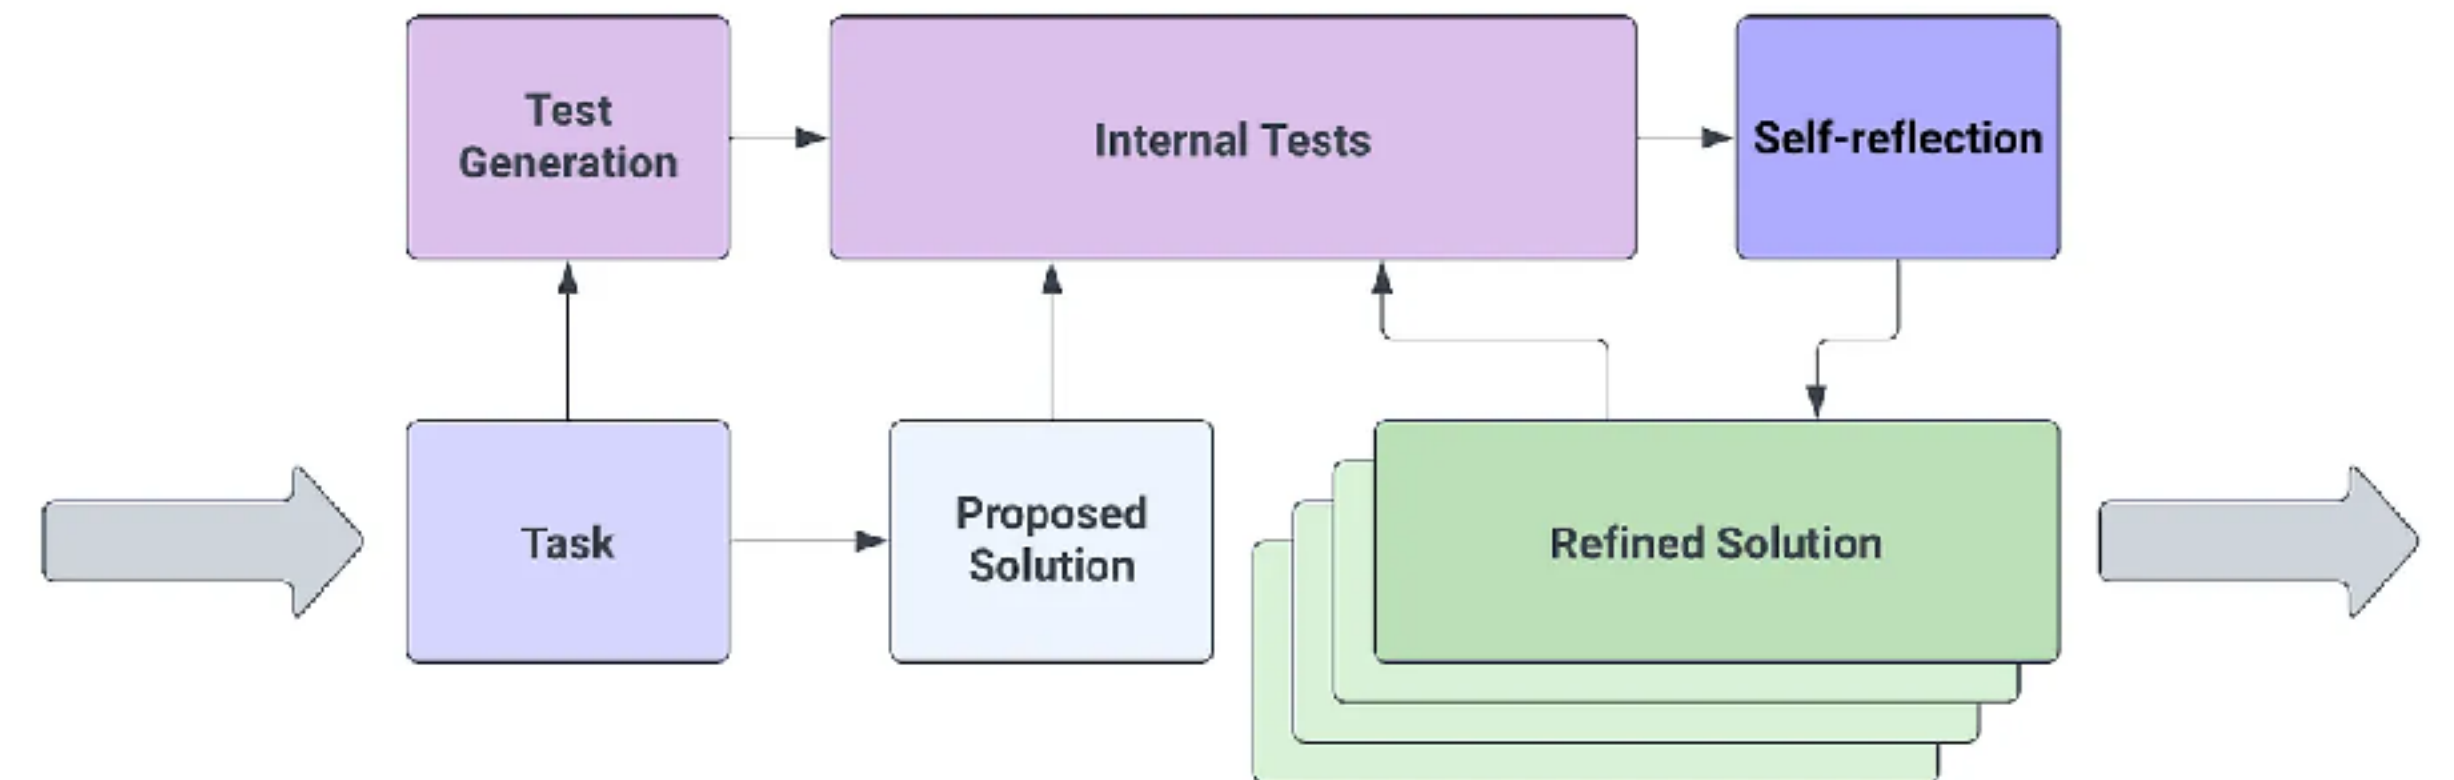 Test
Generation
Internal Tests
Self-reflection
Task
Proposed
Solution
Refined Solution